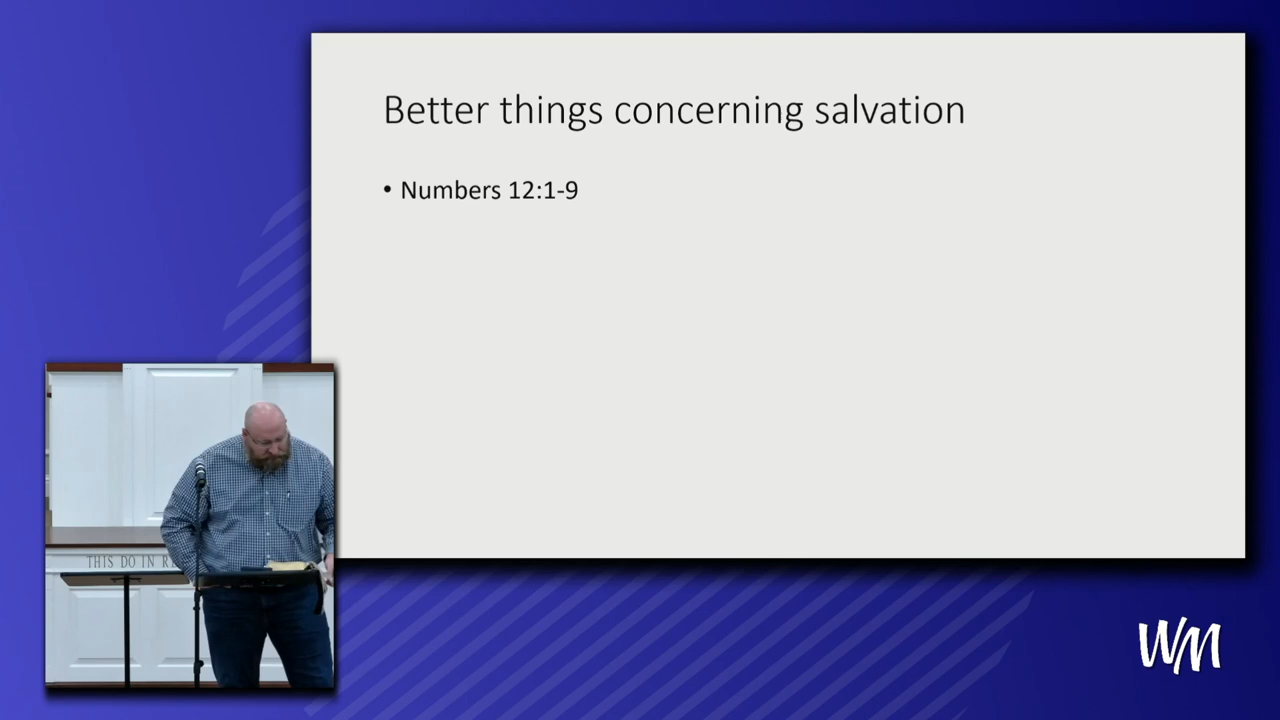 Better things concerning salvation
• Numbers 12:1-9
THIS DO IN R
WM